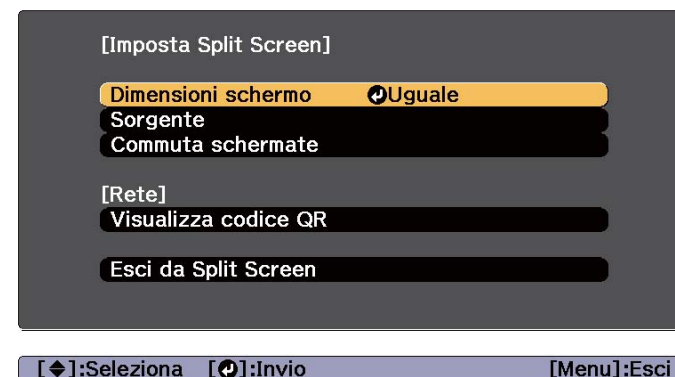 [Imposta Split Screen]
Dimensioni schermo Uguale
Sorgente
Commuta schermate
[Rete]
Visualizza codice QR
Esci da Split Screen
[]:Seleziona []:Invio [Menu]:Esci